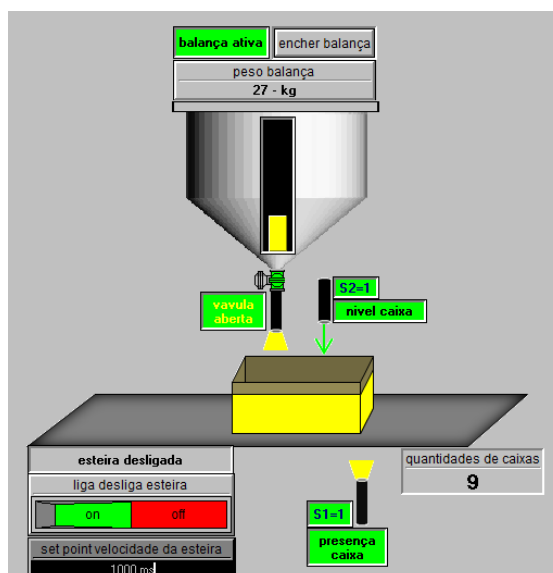 balança ativa
encher balança
peso balança
27 - kg
S2=1
nivel caixa
vavula
aberta
esteira desligada
liga desliga esteira
on
off
quantidades de caixas
9
S1=1
presença
caixa
set point velocidade da esteira
1000 ms